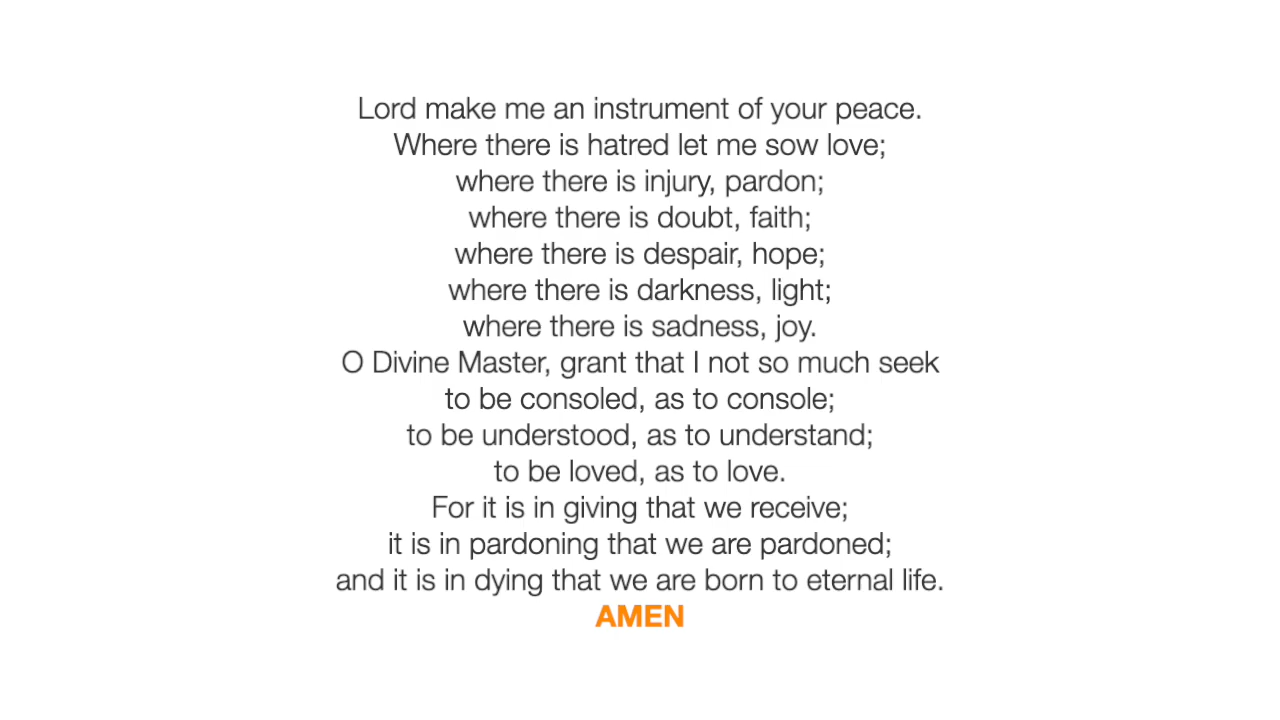 Lord make me an instrument of your peace.
Where there is hatred let me sow love;
where there is injury, pardon;
where there is doubt, faith;
where there is despair, hope;
where there is darkness, light;
where there is sadness, joy.
O Divine Master, grant that I not so much seek
to be consoled, as to console;
to be understood, as to understand;
to be loved, as to love.
For it is in giving that we receive;
it is in pardoning that we are pardoned;
and it is in dying that we are born to eternal life.
AMEN